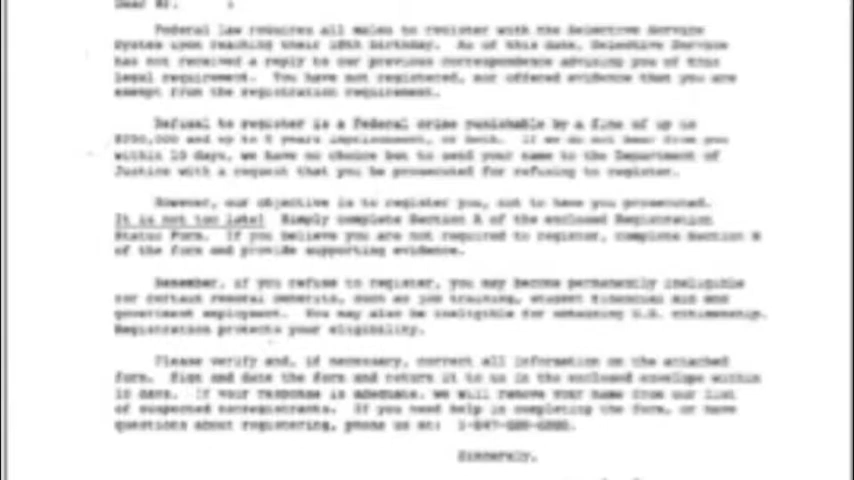 Dear Mr. :
Federal law requires all males to register with the Selective Service
System upon reaching their 18th birthday. As of this date, Selective Service
has not received a reply to our previous correspondence advising you of this
legal requirement. You have not registered, nor offered evidence that you are
exempt from the registration requirement.
Refusal to register is a federal crime punishable by a fine of up to
$250,000 and up to 5 years imprisonment, or both. If we do not hear from you
within 10 days, we have no choice but to send your name to the Department of
Justice with a request that you be prosecuted for refusing to register.
However, our objective is to register you, not to have you prosecuted.
It is not too late! Simply complete Section A of the enclosed Registration
Status Form. If you believe you are not required to register, complete Section B
of the form and provide supporting evidence.
Remember, if you refuse to register, you may become permanently ineligible
for certain federal benefits, such as job training, student financial aid and
government employment. You may also be ineligible for obtaining U.S. citizenship.
Registration protects your eligibility.
Please verify and, if necessary, correct all information on the attached
form. Sign and date the form and return it to us in the enclosed envelope within
10 days. If your response is adequate, we will remove your name from our list
of suspected nonregistrants. If you need help in completing the form, or have
questions about registering, phone us at:
Sincerely,